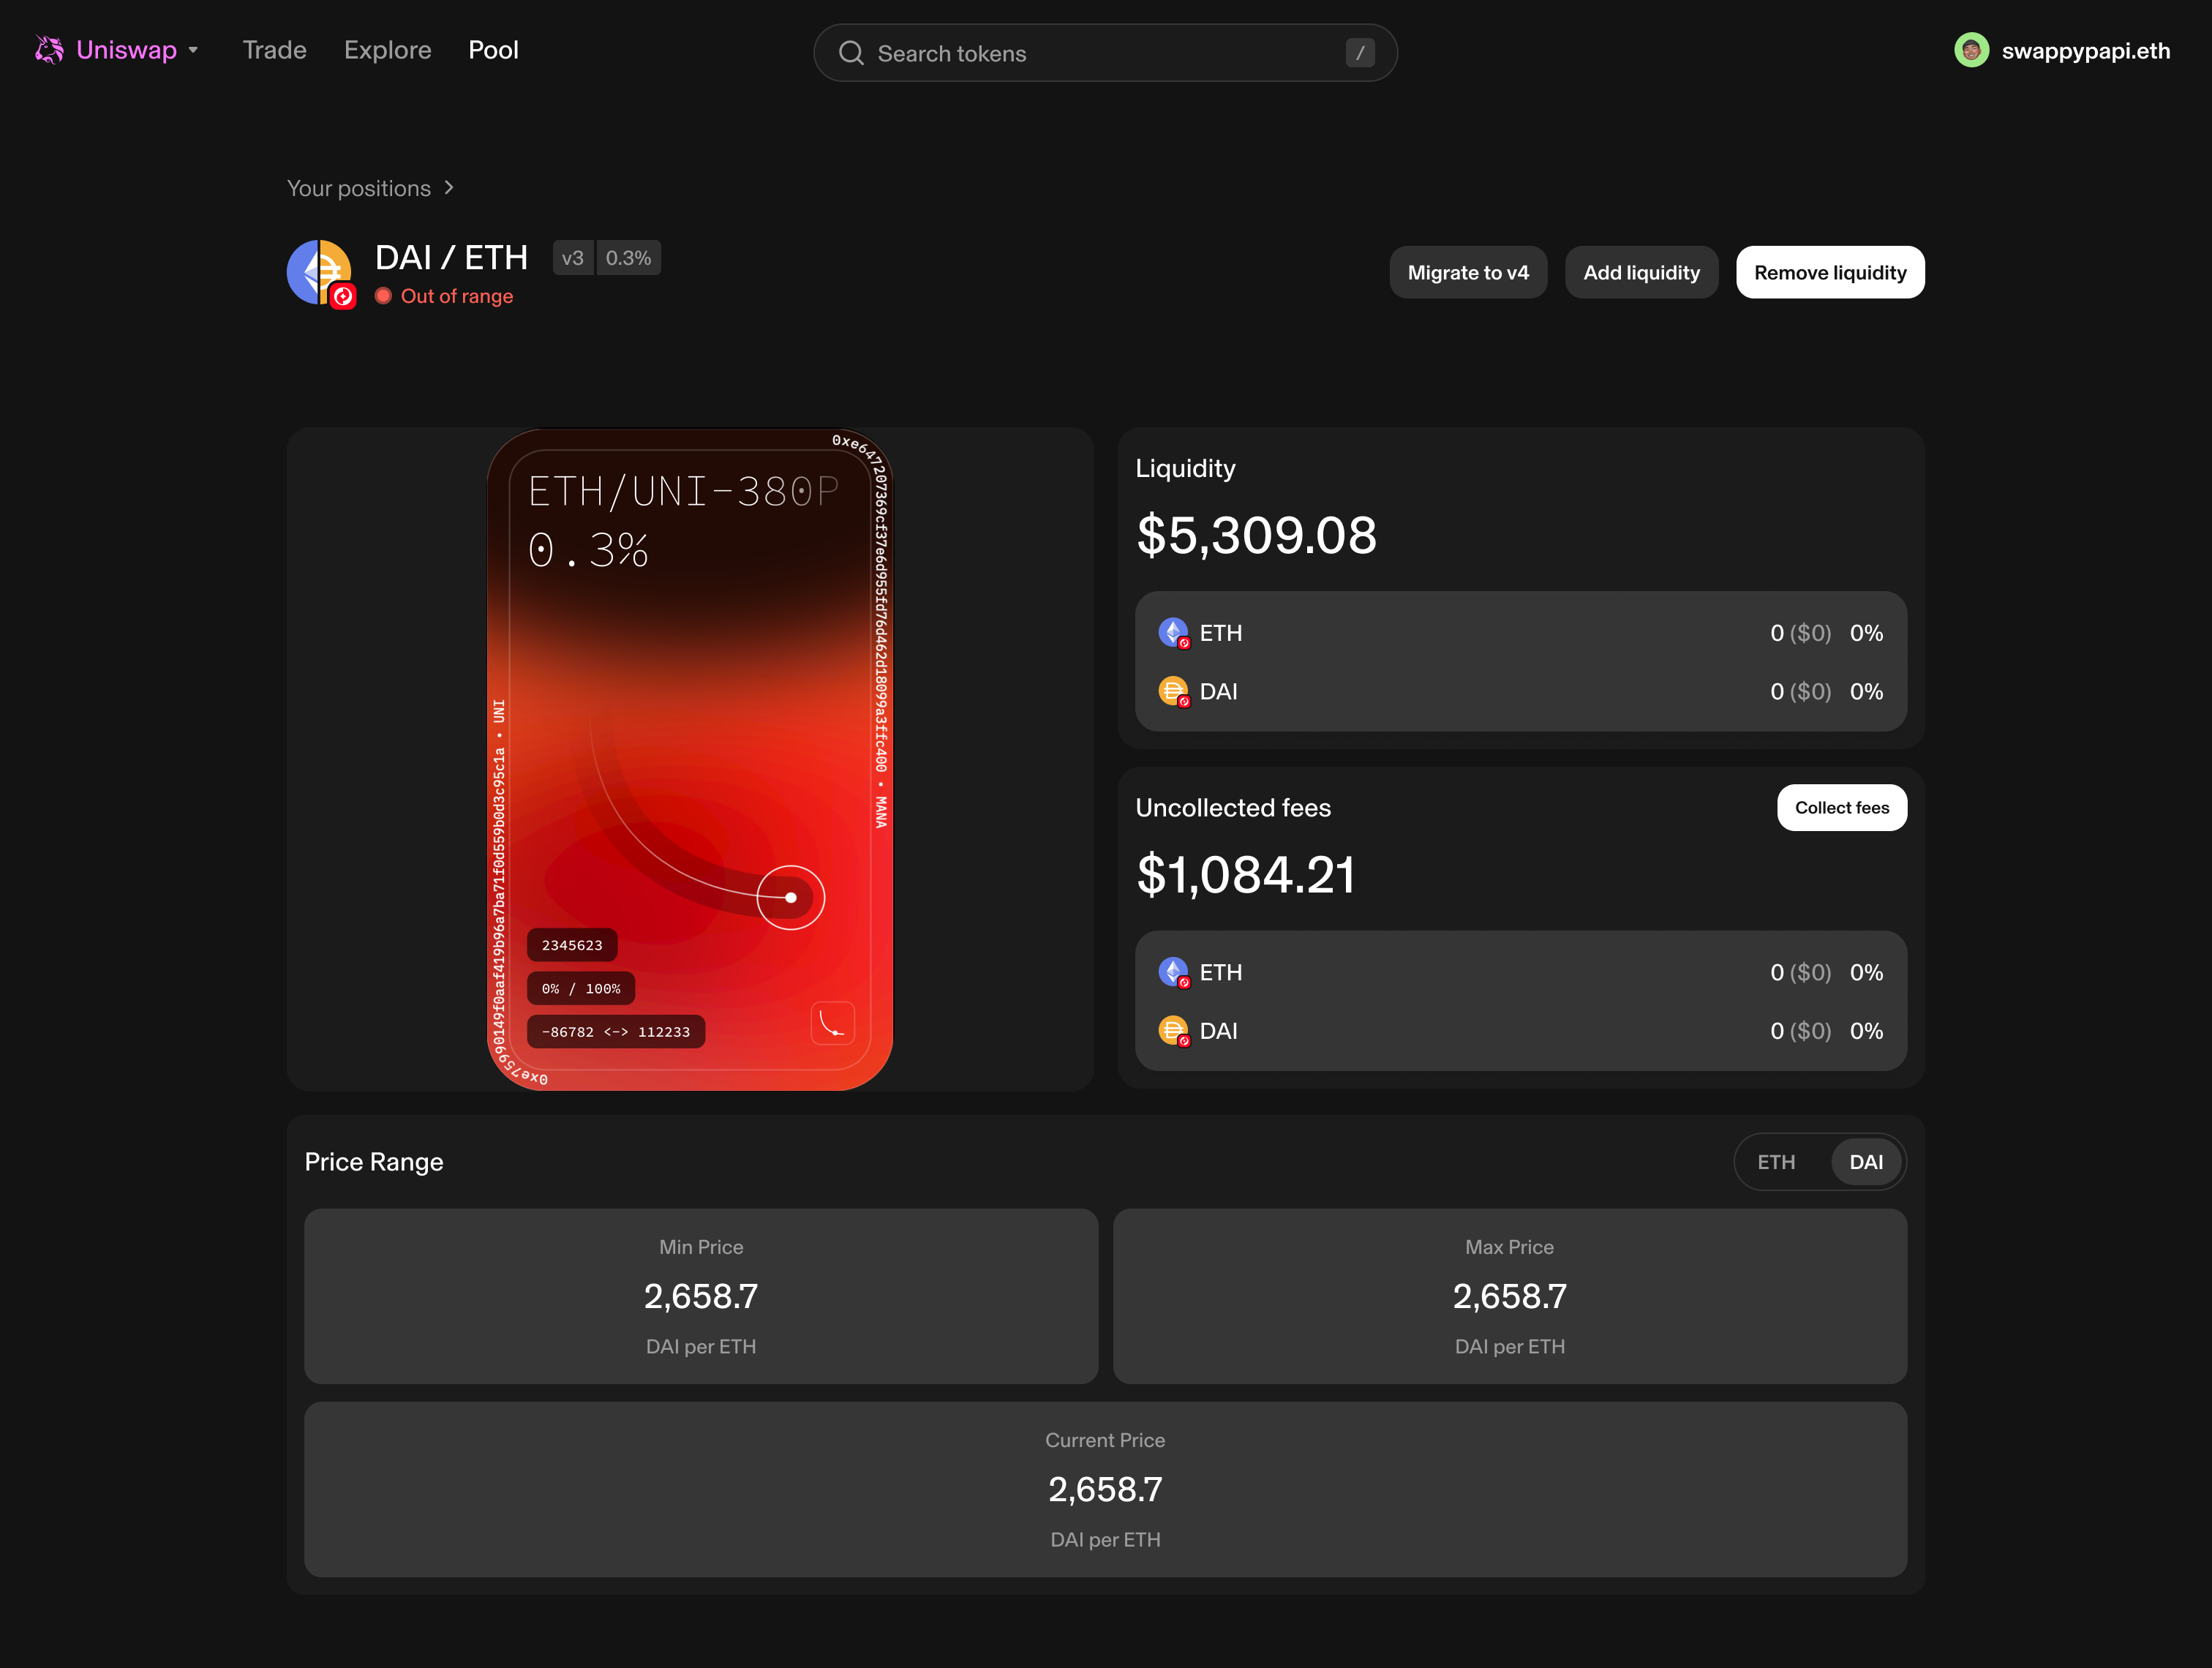 Uniswap Trade Explore Pool
Search tokens /
swappypapi.eth
Your positions
DAI / ETH v3 0.3%
Out of range
Migrate to v4 Add liquidity Remove liquidity
ETH/UNI-380P
0.3%
0xe647207369cf37e6d955fd76d462d18099a3ffc400 • MANA
0xe75990149f0aaf419b96a7ba71f0d559b0d3c95c1a • UNI
2345623
0% / 100%
-86782 <-> 112233
Liquidity
$5,309.08
ETH 0 ($0) 0%
DAI 0 ($0) 0%
Uncollected fees Collect fees
$1,084.21
ETH 0 ($0) 0%
DAI 0 ($0) 0%
Price Range ETH DAI
Min Price
2,658.7
DAI per ETH
Max Price
2,658.7
DAI per ETH
Current Price
2,658.7
DAI per ETH